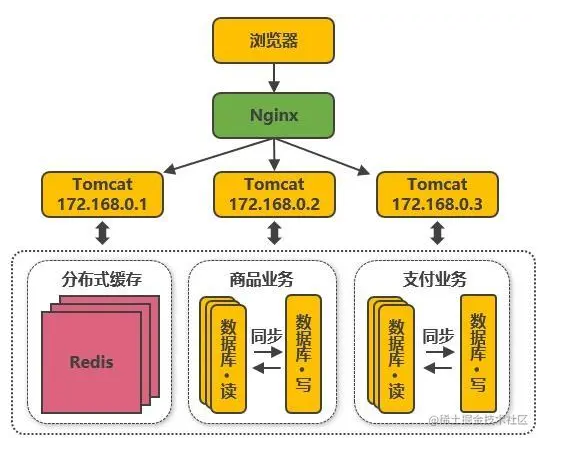 浏览器
Nginx
Tomcat
172.168.0.1
Tomcat
172.168.0.2
Tomcat
172.168.0.3
分布式缓存
Redis
商品业务
数据库·读
同步
数据库·写
支付业务
数据库·读
同步
数据库·写
@稀土掘金技术社区